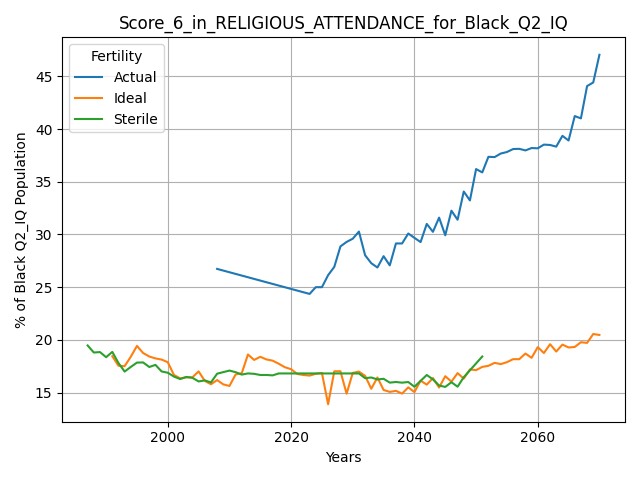 Score_6_in_RELIGIOUS_ATTENDANCE_for_Black_Q2_IQ
Fertility
Actual
Ideal
Sterile
% of Black Q2_IQ Population
45
40
35
30
25
20
15
2000
2020
2040
2060
Years